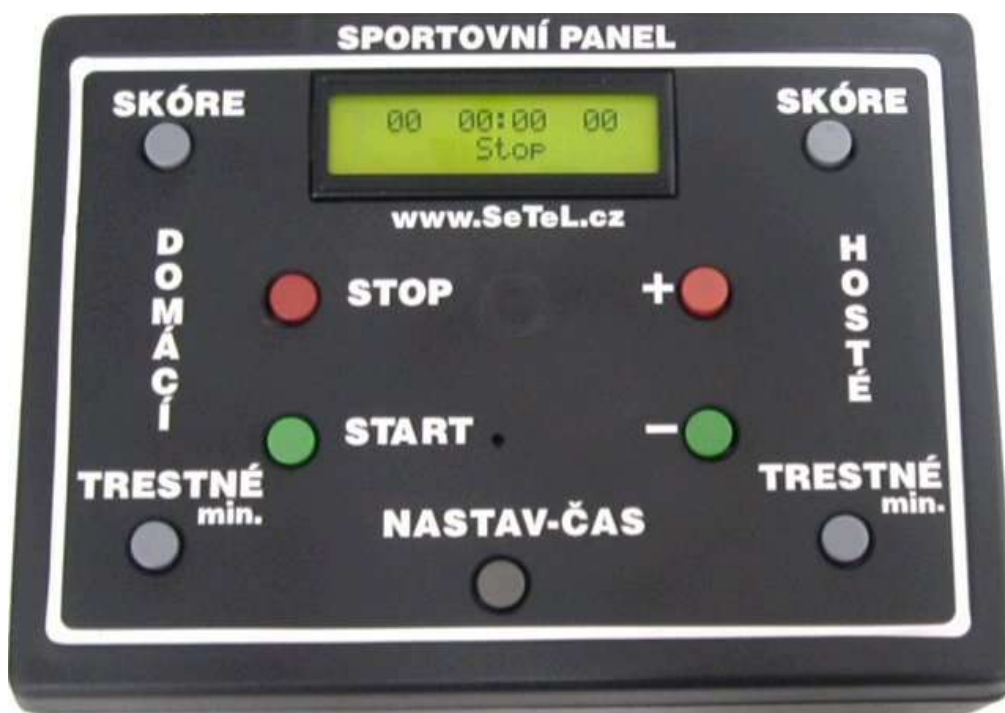 SPORTOVNÍ PANEL
SKÓRE
SKÓRE
00 00:00 00
Stop
www.SeTeL.cz
DOMÁCÍ
HOSTÉ
STOP
+
START
-
TRESTNÉ
min.
TRESTNÉ
min.
NASTAV-ČAS